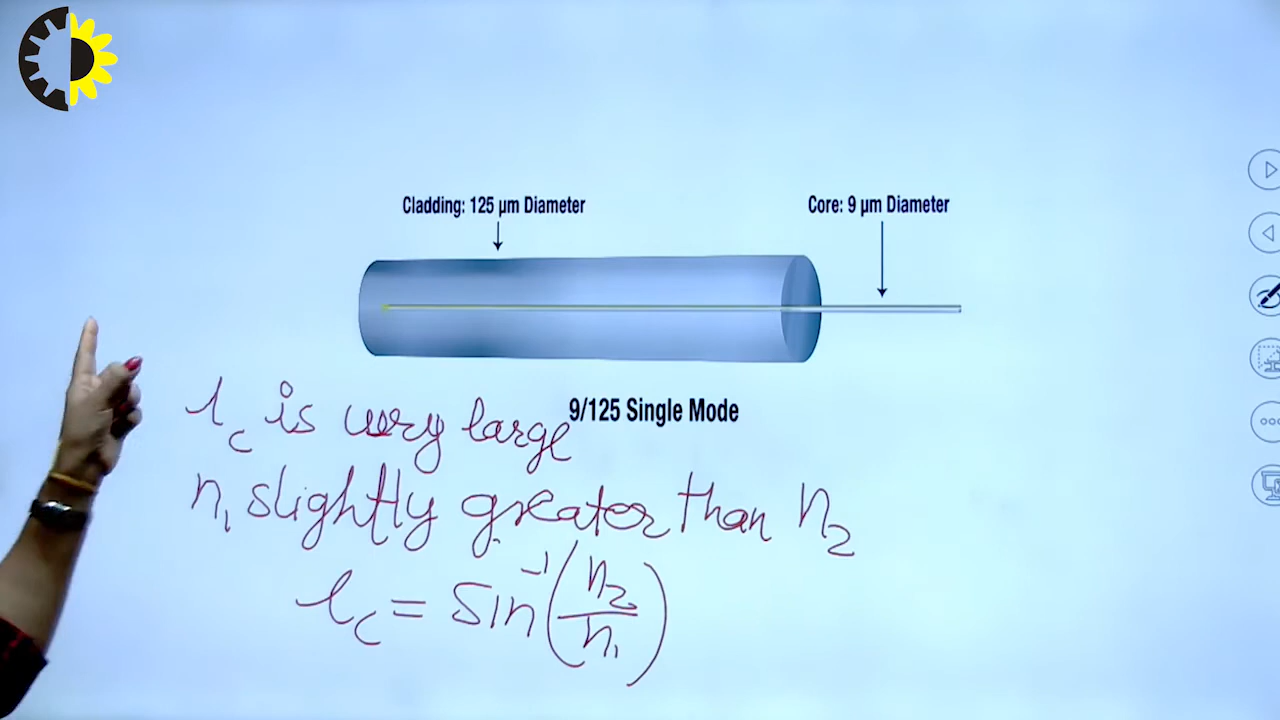 Cladding: 125 µm Diameter
Core: 9 µm Diameter
9/125 Single Mode
ic is very large
n₁ slightly greater than n₂
ic = sin⁻¹(n₂/n₁)